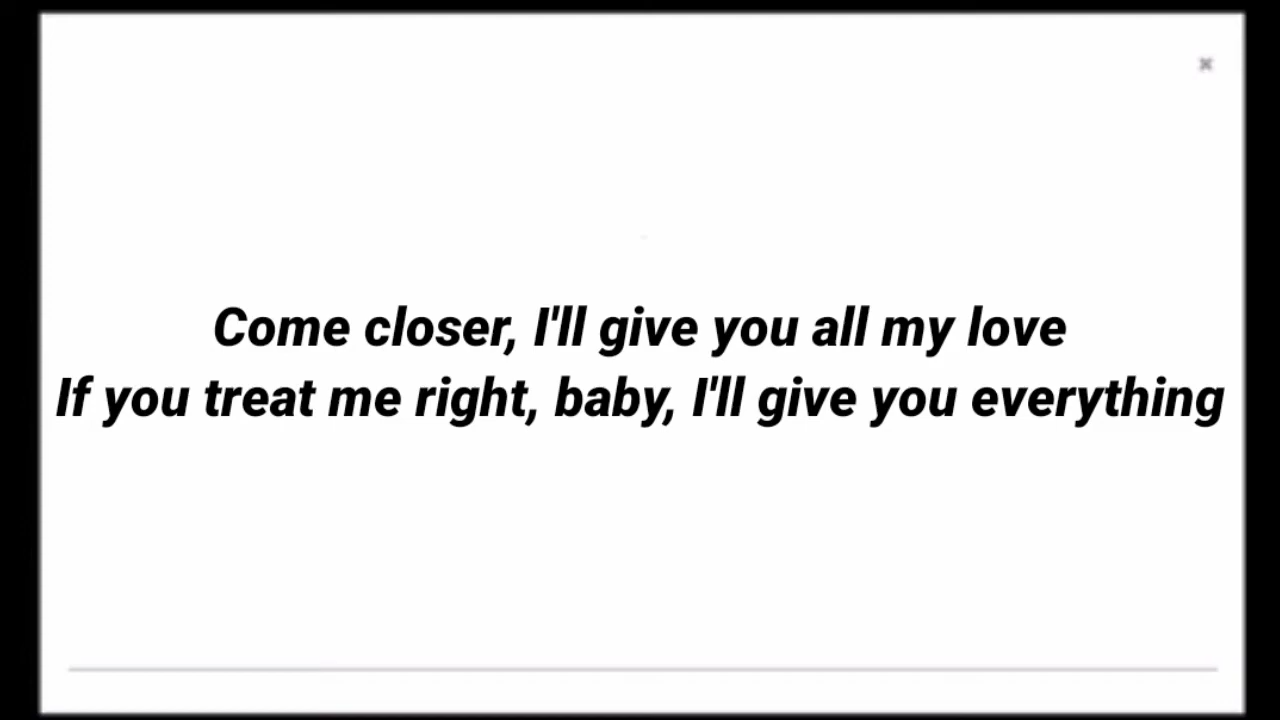 Come closer, I'll give you all my love
If you treat me right, baby, I'll give you everything